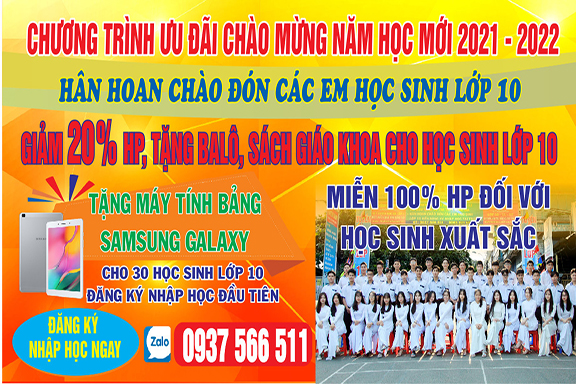 CHƯƠNG TRÌNH ƯU ĐÃI CHÀO MỪNG NĂM HỌC MỚI 2021 - 2022
HÂN HOAN CHÀO ĐÓN CÁC EM HỌC SINH LỚP 10
GIẢM 20% HP, TẶNG BALÔ, SÁCH GIÁO KHOA CHO HỌC SINH LỚP 10
TẶNG MÁY TÍNH BẢNG
SAMSUNG GALAXY
CHO 30 HỌC SINH LỚP 10
ĐĂNG KÝ NHẬP HỌC ĐẦU TIÊN
MIỄN 100% HP ĐỐI VỚI
HỌC SINH XUẤT SẮC
ĐĂNG KÝ
NHẬP HỌC NGAY
Zalo
0937 566 511